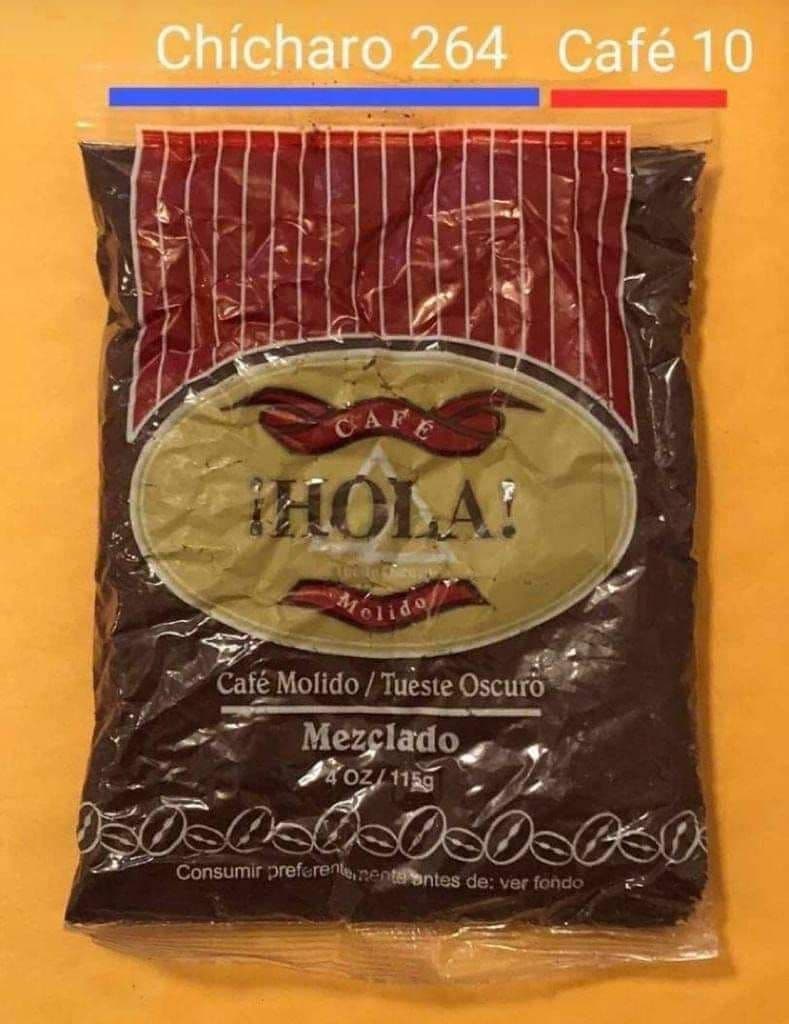 Chícharo 264 Café 10
CAFÉ
¡HOLA!
Molido
Café Molido / Tueste Oscuro
Mezclado
4 OZ / 115g
Consumir preferentemente antes de: ver fondo